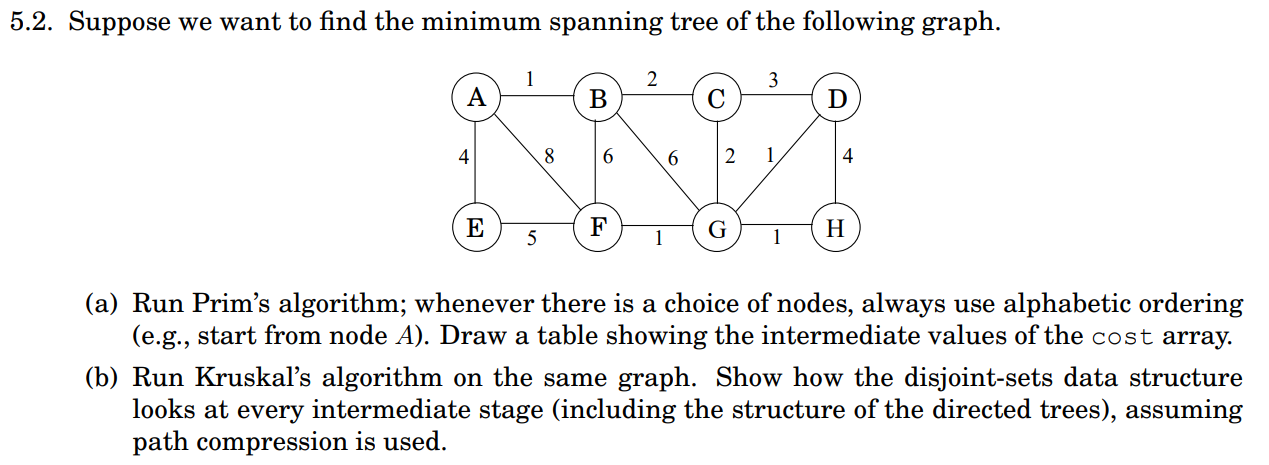 5.2. Suppose we want to find the minimum spanning tree of the following graph.
1 2 3
A B C D
4 8 6 6 2 1 4
E F G H
5 1 1
(a) Run Prim's algorithm; whenever there is a choice of nodes, always use alphabetic ordering
(e.g., start from node A). Draw a table showing the intermediate values of the cost array.
(b) Run Kruskal's algorithm on the same graph. Show how the disjoint-sets data structure
looks at every intermediate stage (including the structure of the directed trees), assuming
path compression is used.